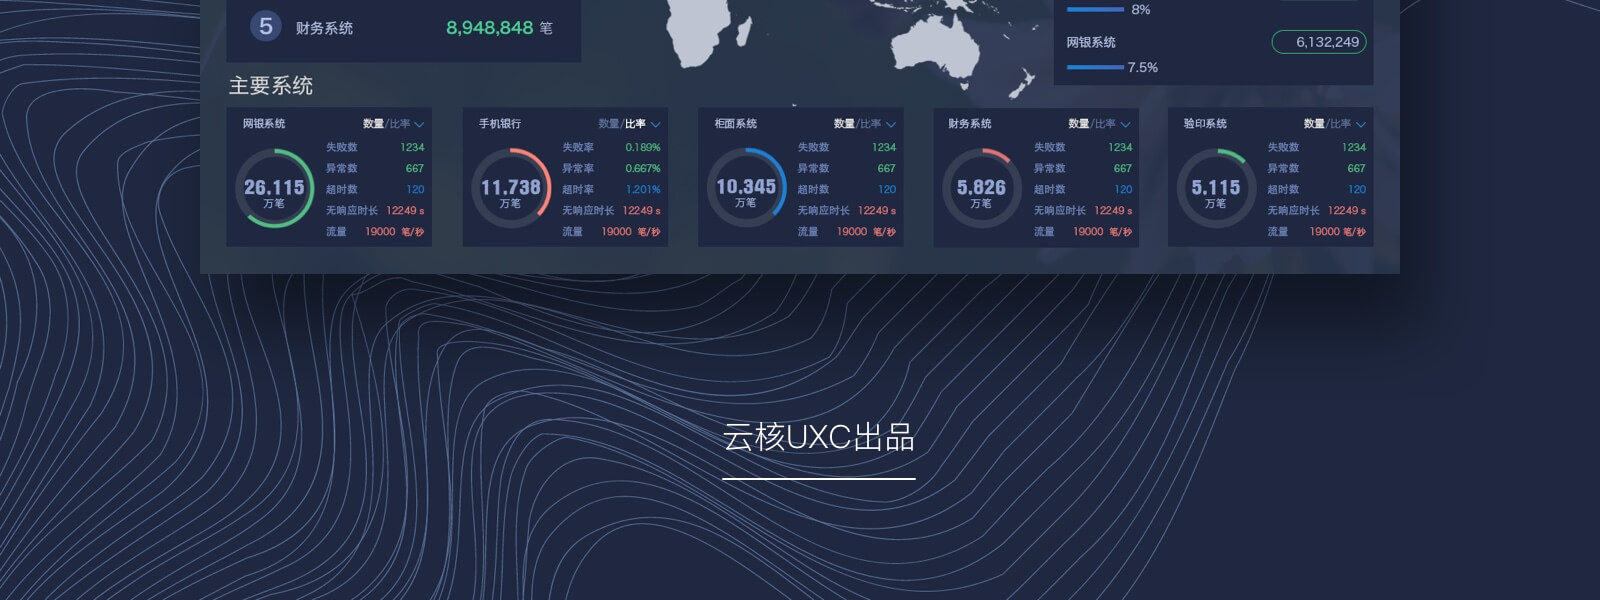 8%
5 财务系统 8,948,848 笔
网银系统 6,132,249
7.5%
主要系统
网银系统 数量/比率
26,115
万笔
失败数 1234
异常数 667
超时数 120
无响应时长 12249 s
流量 19000 笔/秒
手机银行 数量/比率
11,738
万笔
失败率 0.189%
异常率 0.667%
超时率 1.201%
无响应时长 12249 s
流量 19000 笔/秒
柜面系统 数量/比率
10,345
万笔
失败数 1234
异常数 667
超时数 120
无响应时长 12249 s
流量 19000 笔/秒
财务系统 数量/比率
5,826
万笔
失败数 1234
异常数 667
超时数 120
无响应时长 12249 s
流量 19000 笔/秒
验印系统 数量/比率
5,115
万笔
失败数 1234
异常数 667
超时数 120
无响应时长 12249 s
流量 19000 笔/秒
云核UXC出品